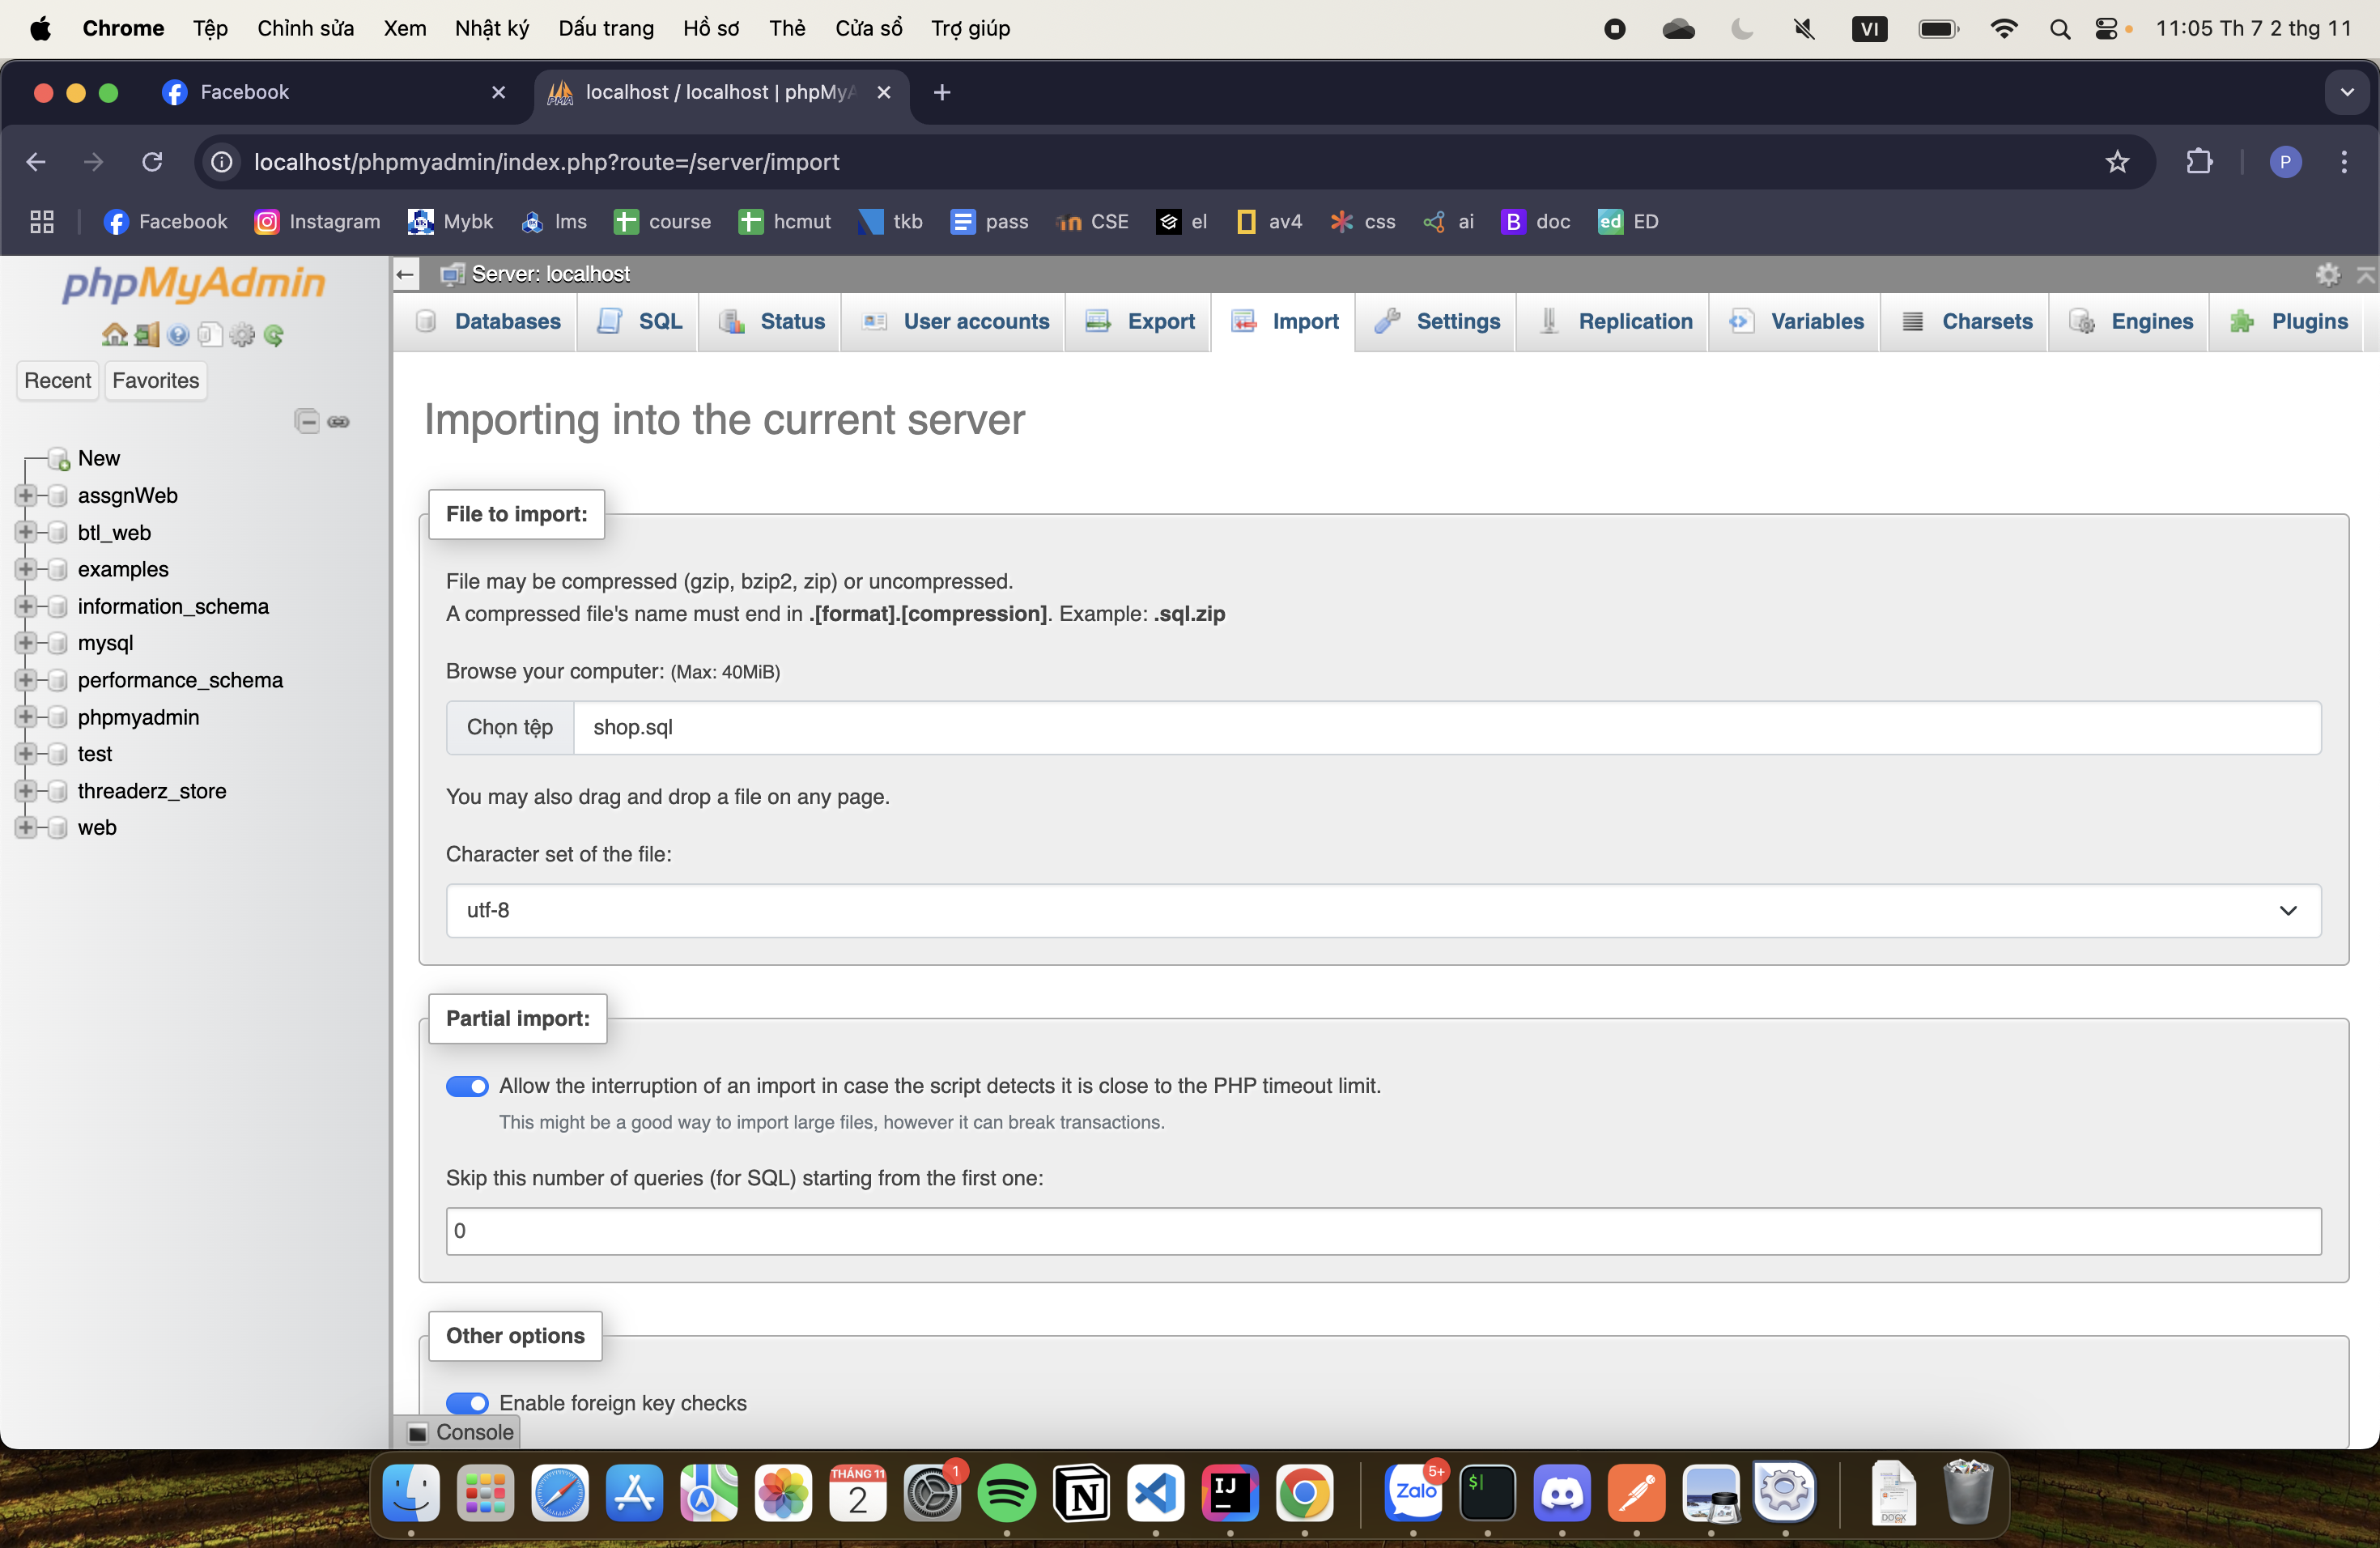 Chrome Tệp Chỉnh sửa Xem Nhật ký Dấu trang Hồ sơ Thẻ Cửa sổ Trợ giúp VI 11:05 Th 7 2 thg 11
Facebook localhost / localhost | phpMyA
localhost/phpmyadmin/index.php?route=/server/import P
Facebook Instagram Mybk lms course hcmut tkb pass CSE el av4 css ai B doc ed ED
phpMyAdmin
Recent Favorites
New
assgnWeb
btl_web
examples
information_schema
mysql
performance_schema
phpmyadmin
test
threaderz_store
web
Server: localhost
Databases SQL Status User accounts Export Import Settings Replication Variables Charsets Engines Plugins
Importing into the current server
File to import:
File may be compressed (gzip, bzip2, zip) or uncompressed.
A compressed file's name must end in .[format].[compression]. Example: .sql.zip
Browse your computer: (Max: 40MiB)
Chọn tệp shop.sql
You may also drag and drop a file on any page.
Character set of the file:
utf-8
Partial import:
Allow the interruption of an import in case the script detects it is close to the PHP timeout limit.
This might be a good way to import large files, however it can break transactions.
Skip this number of queries (for SQL) starting from the first one:
0
Other options
Enable foreign key checks
Console
THÁNG 11
2
1
IJ
Zalo
5+
$
DOCX